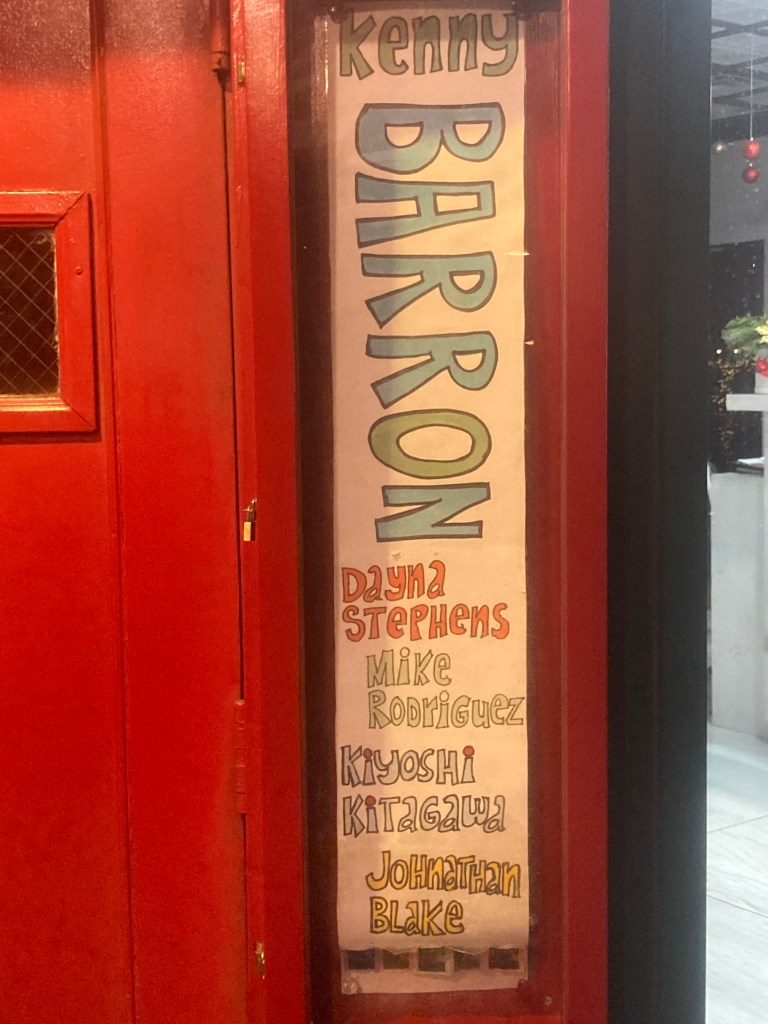 Kenny
BARRON
Dayna
STEPHENS
MIKE
RODRIGUEZ
KIYOSHI
KITAGAWA
JOHNATHAN
BLAKE